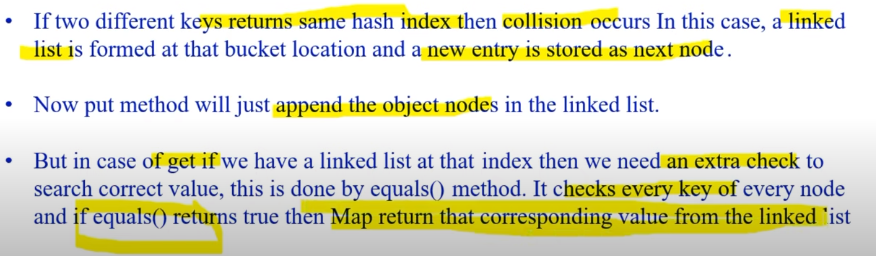 • If two different keys returns same hash index then collision occurs In this case, a linked
list is formed at that bucket location and a new entry is stored as next node.
• Now put method will just append the object nodes in the linked list.
• But in case of get if we have a linked list at that index then we need an extra check to
search correct value, this is done by equals() method. It checks every key of every node
and if equals() returns true then Map return that corresponding value from the linked list